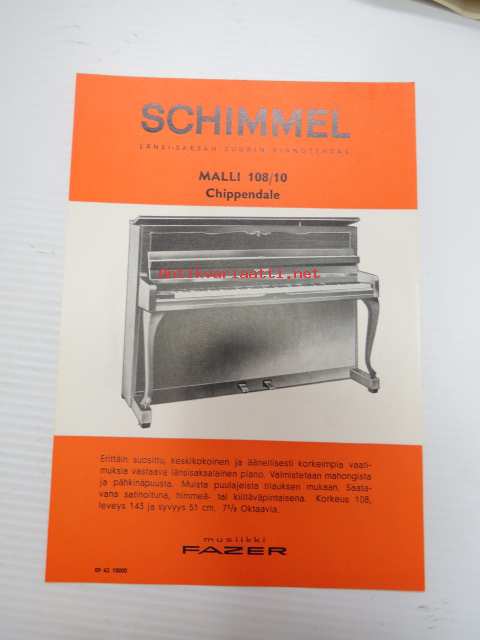 SCHIMMEL
LÄNSI-SAKSAN SUURIN PIANOTEHDAS
MALLI 108/10
Chippendale
Antikvariaatti.net
Erittäin suosittu, keskikokoinen ja äänellisesti korkeimpia vaati-
muksia vastaava länsisaksalainen piano. Valmistetaan mahongista
ja pähkinäpuusta. Muista puulajeista tilauksen mukaan. Saata-
vana satinoituna, himmeä- tai kiiltäväpintaisena. Korkeus 108,
leveys 143 ja syvyys 51 cm. 7⅓ Oktaavia.
musiikki
FAZER